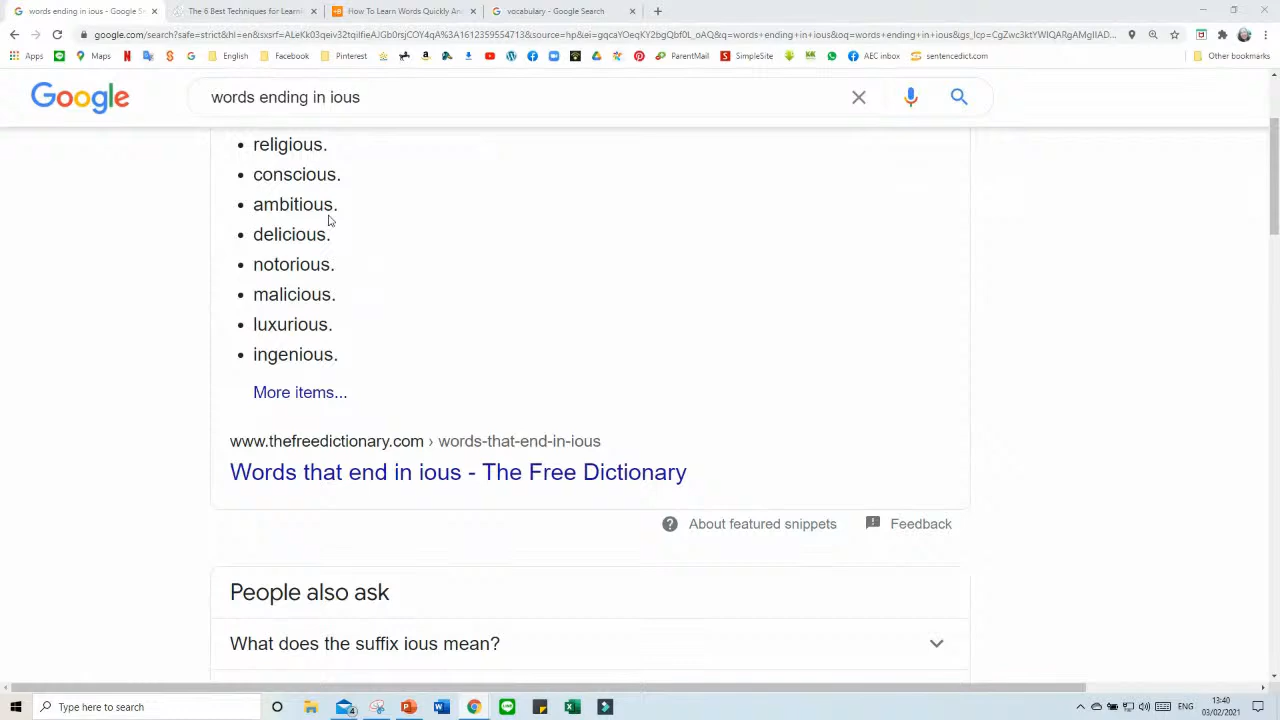 words ending in ious - Google Se
The 6 Best Techniques for Learni
How To Learn Words Quickly An
vocabulary - Google Search
Apps
Maps
English
Facebook
Pinterest
ParentMail
SimpleSite
AEC inbox
sentencedict.com
Other bookmarks
Google
words ending in ious
• religious.
• conscious.
• ambitious.
• delicious.
• notorious.
• malicious.
• luxurious.
• ingenious.
More items...
www.thefreedictionary.com › words-that-end-in-ious
Words that end in ious - The Free Dictionary
About featured snippets
Feedback
People also ask
What does the suffix ious mean?
Type here to search
ENG
13:40
03/02/2021